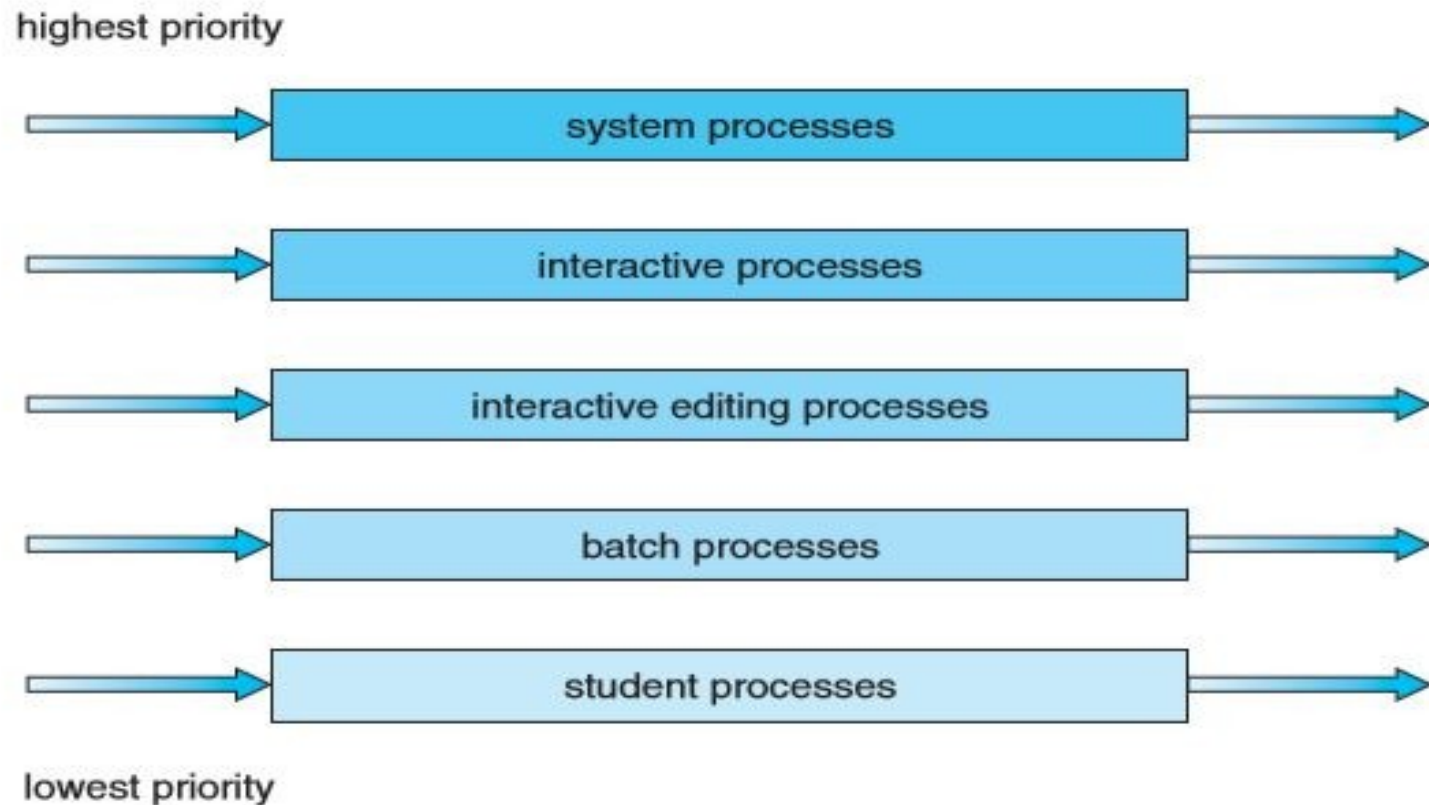 highest priority
system processes
interactive processes
interactive editing processes
batch processes
student processes
lowest priority